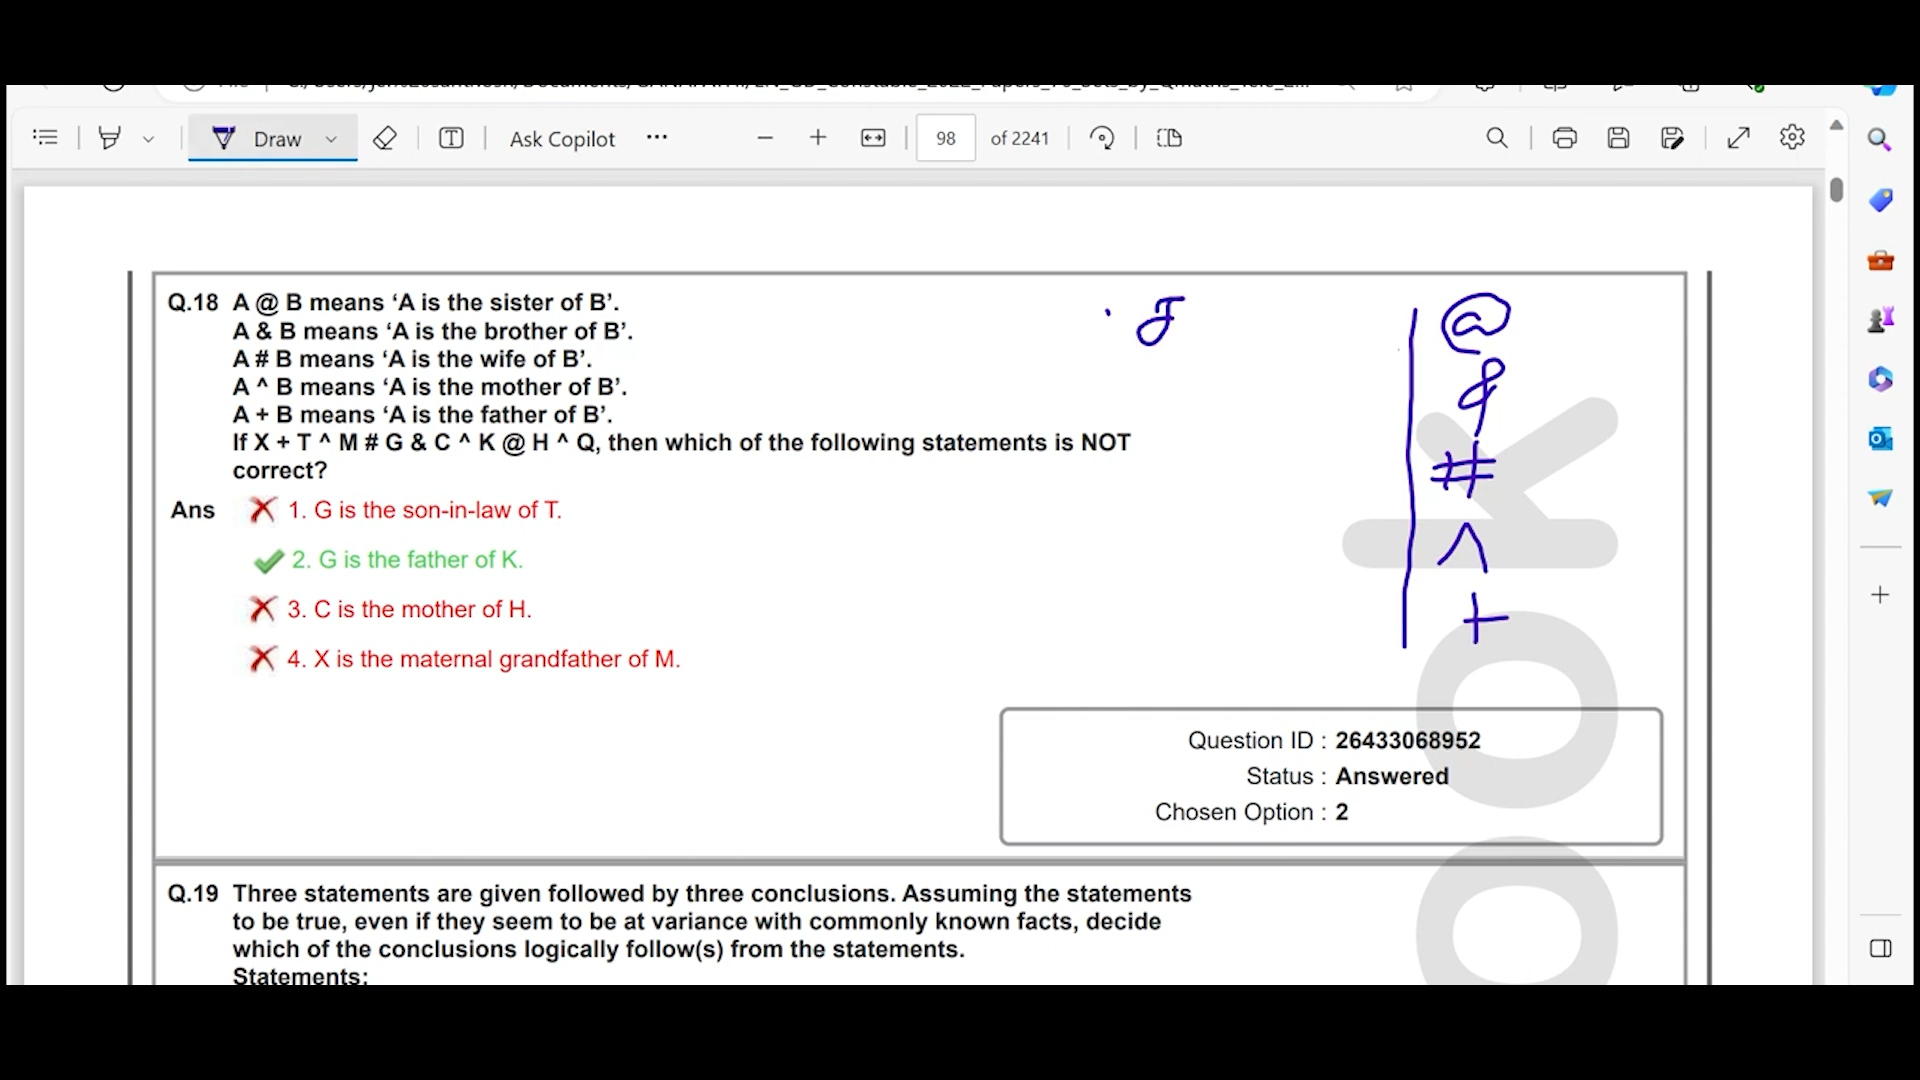 Draw
Ask Copilot
98 of 2241
Q.18 A @ B means ‘A is the sister of B’.
A & B means ‘A is the brother of B’.
A # B means ‘A is the wife of B’.
A ^ B means ‘A is the mother of B’.
A + B means ‘A is the father of B’.
If X + T ^ M # G & C ^ K @ H ^ Q, then which of the following statements is NOT
correct?
Ans 1. G is the son-in-law of T.
2. G is the father of K.
3. C is the mother of H.
4. X is the maternal grandfather of M.
@
&
#
^
+
Question ID : 26433068952
Status : Answered
Chosen Option : 2
Q.19 Three statements are given followed by three conclusions. Assuming the statements
to be true, even if they seem to be at variance with commonly known facts, decide
which of the conclusions logically follow(s) from the statements.
Statements: